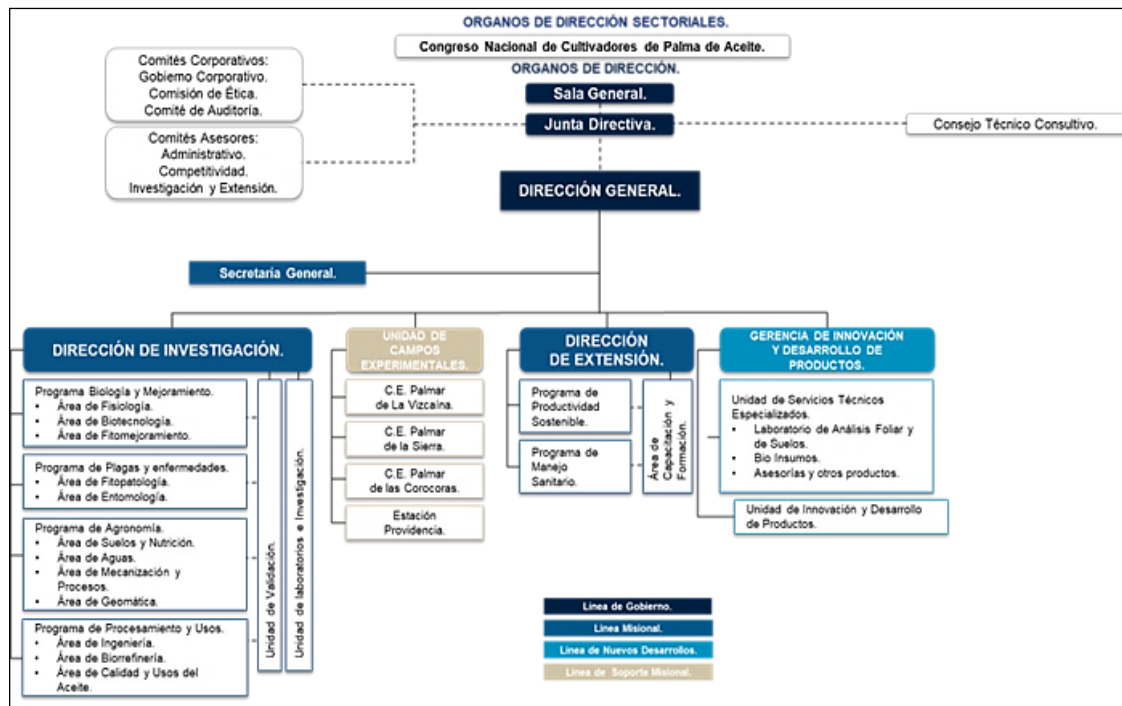 ORGANOS DE DIRECCIÓN SECTORIALES.
Congreso Nacional de Cultivadores de Palma de Aceite.
ORGANOS DE DIRECCIÓN.
Sala General.
Junta Directiva.
Comités Corporativos:
Gobierno Corporativo.
Comisión de Ética.
Comité de Auditoría.
Comités Asesores:
Administrativo.
Competitividad.
Investigación y Extensión.
Consejo Técnico Consultivo.
DIRECCIÓN GENERAL.
Secretaria General.
DIRECCIÓN DE INVESTIGACIÓN.
Programa Biología y Mejoramiento.
• Área de Fisiología.
• Área de Biotecnología.
• Área de Fitomejoramiento.
Programa de Plagas y enfermedades.
• Área de Fitopatología.
• Área de Entomología.
Programa de Agronomía.
• Área de Suelos y Nutrición.
• Área de Aguas.
• Área de Mecanización y
Procesos.
• Área de Geomática.
Programa de Procesamiento y Usos.
• Área de Ingeniería.
• Área de Biorrefinería.
• Área de Calidad y Usos del
Aceite.
Unidad de Validación.
Unidad de laboratorios e Investigación.
UNIDAD DE
CAMPOS
EXPERIMENTALES.
C.E. Palmar
de La Vizcaína.
C.E. Palmar
de la Sierra.
C.E. Palmar
de las Corocoras.
Estación
Providencia.
DIRECCIÓN
DE EXTENSIÓN.
Programa de
Productividad
Sostenible.
Programa de
Manejo
Sanitario.
Área de
Capacitación y
Formación.
GERENCIA DE INNOVACIÓN
Y DESARROLLO DE
PRODUCTOS.
Unidad de Servicios Técnicos
Especializados.
• Laboratorio de Análisis Foliar y
de Suelos.
• Bio Insumos.
• Asesorías y otros productos.
Unidad de Innovación y Desarrollo
de Productos.
Linea de Gobierno.
Linea Misional.
Linea de Nuevos Desarrollos.
Linea de Soporte Misional.